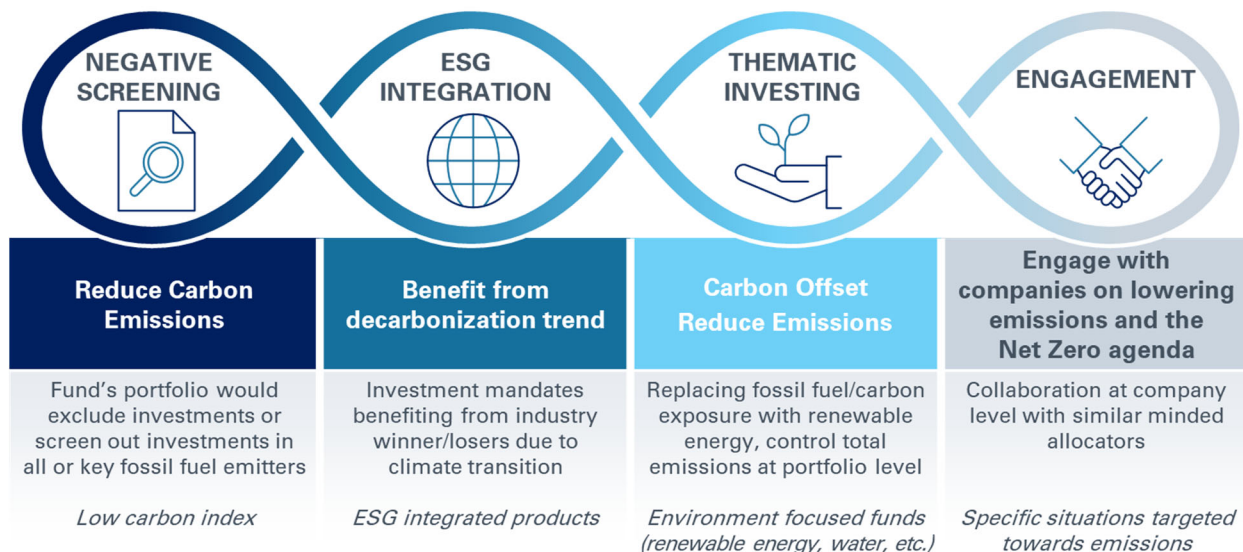 NEGATIVE
SCREENING
ESG
INTEGRATION
THEMATIC
INVESTING
ENGAGEMENT
Reduce Carbon
Emissions
Benefit from
decarbonization trend
Carbon Offset
Reduce Emissions
Engage with
companies on lowering
emissions and the
Net Zero agenda
Fund's portfolio would
exclude investments or
screen out investments in
all or key fossil fuel emitters
Low carbon index
Investment mandates
benefiting from industry
winner/losers due to
climate transition
ESG integrated products
Replacing fossil fuel/carbon
exposure with renewable
energy, control total
emissions at portfolio level
Environment focused funds
(renewable energy, water, etc.)
Collaboration at company
level with similar minded
allocators
Specific situations targeted
towards emissions